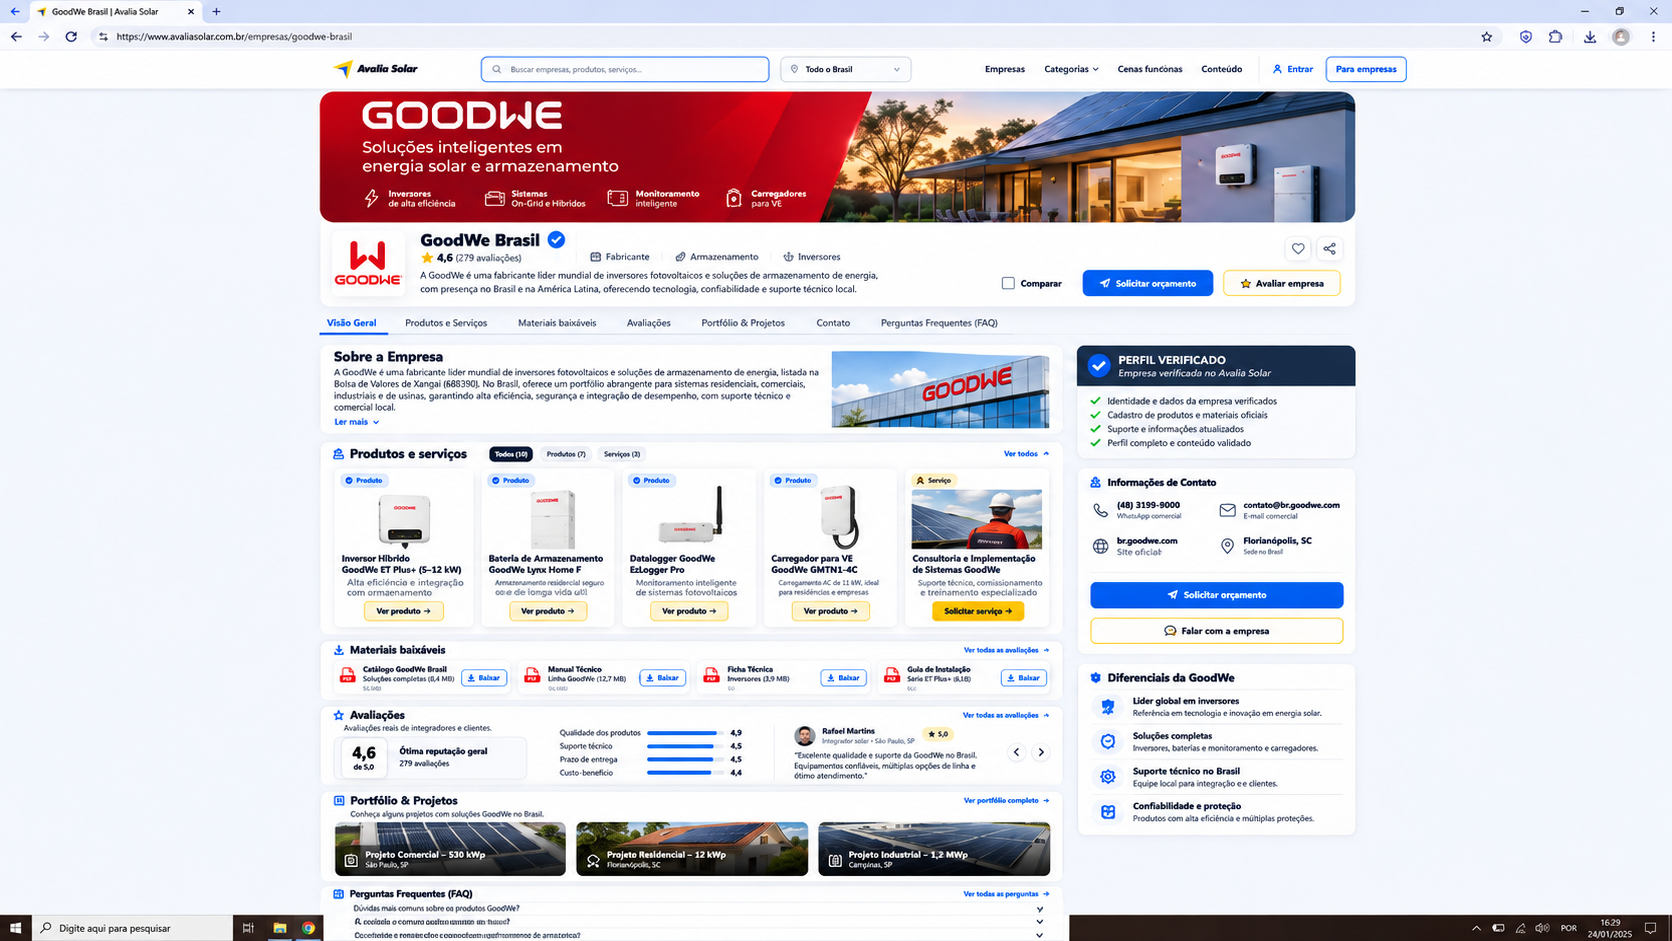 GoodWe Brasil | Avalia Solar
https://www.avaliasolar.com.br/empresas/goodwe-brasil
Avalia Solar
Buscar empresas, produtos, serviços...
Todo o Brasil
Empresas
Categorias
Conteúdo
Entrar
Para empresas
GOODWE
Soluções inteligentes em
energia solar e armazenamento
Inversores
de alta eficiência
Sistemas
On-Grid e Híbridos
Monitoramento
inteligente
Carregadores
para VE
GOODWE
GOODWE
GoodWe Brasil
4,6 (279 avaliações)
Fabricante
Armazenamento
Inversores
A GoodWe é uma fabricante líder mundial de inversores fotovoltaicos e soluções de armazenamento de energia,
com presença no Brasil e na América Latina, oferecendo tecnologia, confiabilidade e suporte técnico local.
Comparar
Solicitar orçamento
Avaliar empresa
Visão Geral
Produtos e Serviços
Materiais baixáveis
Avaliações
Portfólio & Projetos
Contato
Perguntas Frequentes (FAQ)
Sobre a Empresa
A GoodWe é uma fabricante líder mundial de inversores fotovoltaicos e soluções de armazenamento de energia, listada na
Bolsa de Valores de Xangai (688390). No Brasil, oferece um portfólio abrangente para sistemas residenciais, comerciais,
industriais e de usinas, garantindo alta eficiência, segurança e integração de desempenho, com suporte técnico e
comercial local.
Ler mais
GOODWE
PERFIL VERIFICADO
Empresa verificada no Avalia Solar
Identidade e dados da empresa verificados
Cadastro de produtos e materiais oficiais
Suporte e informações atualizados
Perfil completo e conteúdo validado
Produtos e serviços
Todos (10)
Produtos (7)
Serviços (3)
Ver todos
Produto
GOODWE
Inversor Híbrido
GoodWe ET Plus+ (5–12 kW)
Alta eficiência e integração
com
Ver produto →
Produto
GOODWE
Bateria de Armazenamento
GoodWe Lynx Home F
Armazenamento residencial seguro
de longa vida
Ver produto →
Produto
GOODWE
Datalogger GoodWe
EzLogger Pro
Monitoramento inteligente
de sistemas fotovoltaicos
Ver produto →
Produto
GOODWE
Carregador para VE
GoodWe GMTN1-4C
Carregamento AC de 11 kW, ideal
para residências e empresas
Ver produto →
Serviço
Consultoria e Implementação
de Sistemas GoodWe
Suporte técnico, comissionamento
e treinamento especializado
Solicitar serviço →
Informações de Contato
(48) 3199-9000
WhatsApp comercial
contato@br.goodwe.com
E-mail comercial
br.goodwe.com
Site oficial
Florianópolis, SC
Sede no Brasil
Solicitar orçamento
Falar com a empresa
Materiais baixáveis
Ver todas as avaliações →
PDF
Catálogo GoodWe Brasil
Soluções completas (8,4 MB)
Baixar
PDF
Manual Técnico
Linha GoodWe (12,7 MB)
Baixar
PDF
Ficha Técnica
Inversores (3,9 MB)
Baixar
PDF
Guia de Instalação
Série ET Plus+
Baixar
Avaliações
Ver todas as avaliações →
Avaliações reais de integradores e clientes.
4,6
de 5,0
Ótima reputação geral
279 avaliações
Qualidade dos produtos 4,9
Suporte técnico 4,5
Prazo de entrega 4,5
Custo-benefício 4,4
Rafael Martins
5,0
Integrador solar • São Paulo, SP
"Excelente qualidade e suporte da GoodWe no Brasil.
Equipamentos confiáveis, múltiplas opções de linha e
ótimo atendimento."
Diferenciais da GoodWe
Líder global em inversores
Referência em tecnologia e inovação em energia solar.
Soluções completas
Inversores, baterias e monitoramento e carregadores.
Suporte técnico no Brasil
Equipe local para integração e clientes.
Confiabilidade e proteção
Produtos com alta eficiência e múltiplas proteções.
Portfólio & Projetos
Ver portfólio completo →
Conheça alguns projetos com soluções GoodWe no Brasil.
Projeto Comercial – 530 kWp
São Paulo, SP
Projeto Residencial – 12 kWp
Florianópolis, SC
Projeto Industrial – 1,2 MWp
Campinas, SP
Perguntas Frequentes (FAQ)
Ver todas as perguntas →
Dúvidas mais comuns sobre os produtos GoodWe?
Digite aqui para pesquisar
POR
16:29
24/01/2025